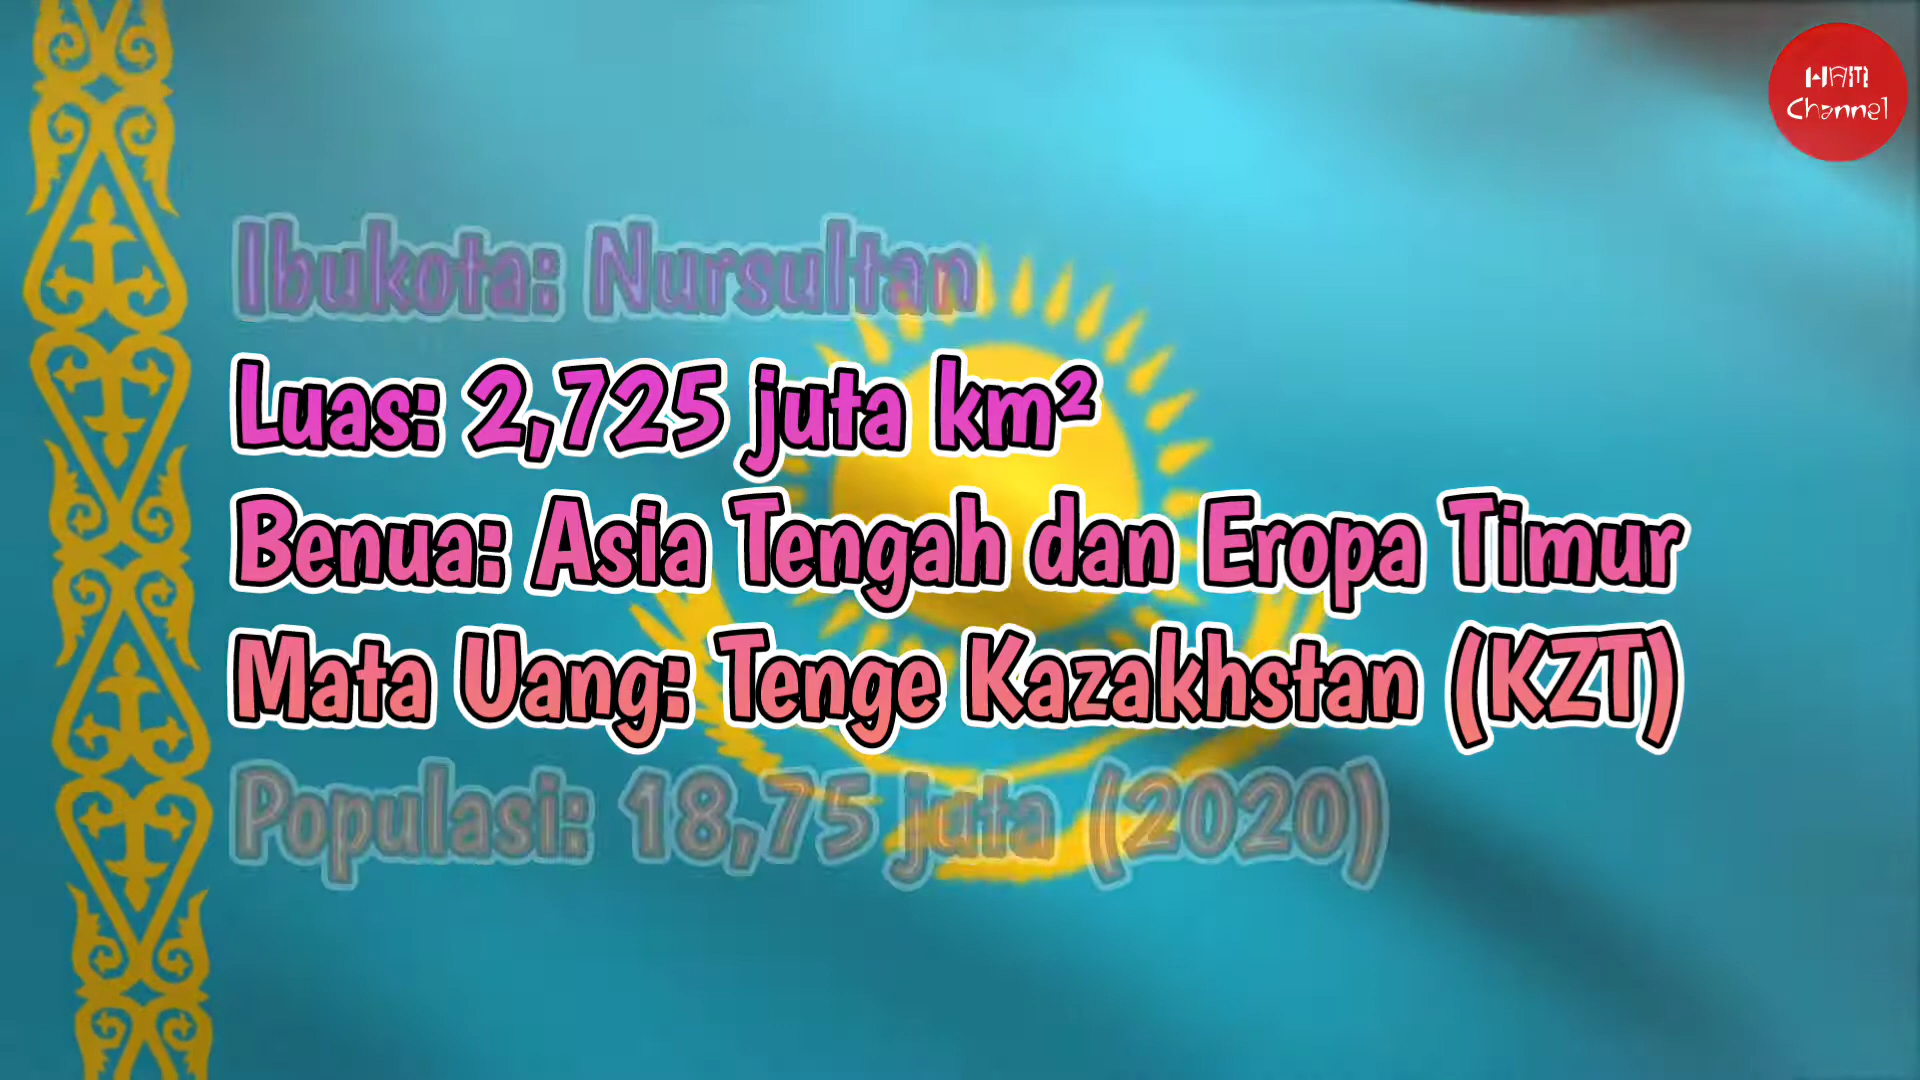 HAM
Channel
Ibukota: Nursultan
Luas: 2,725 juta km²
Benua: Asia Tengah dan Eropa Timur
Mata Uang: Tenge Kazakhstan (KZT)
Populasi: 18,75 juta (2020)